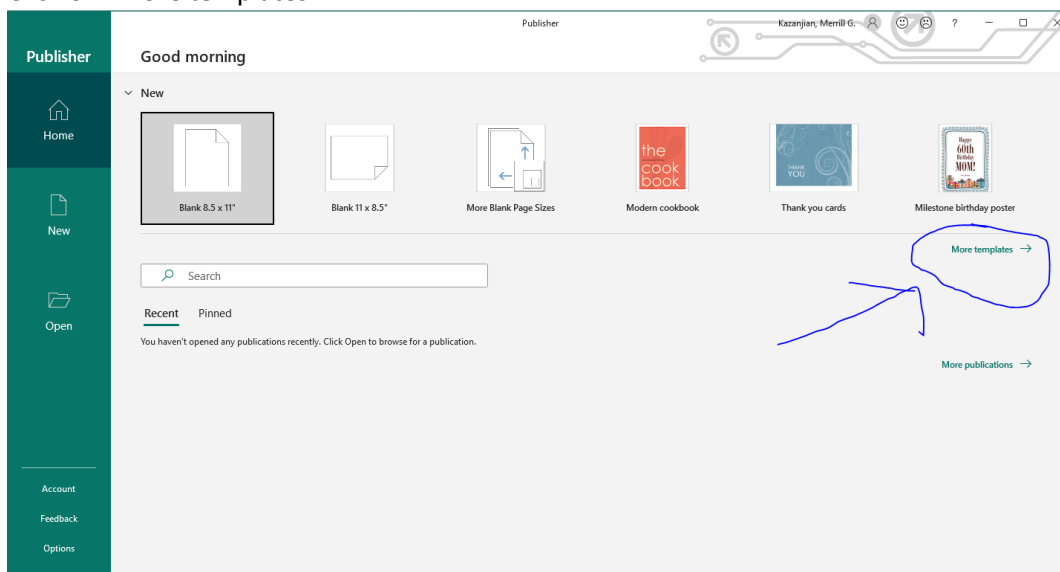 Publisher
Kazanjian, Merrill G.
?
Publisher
Good morning
New
Home
New
Open
Account
Feedback
Options
the
cook
book
THANK
YOU
Happy
60th
Birthday
MOM!
Blank 8.5 x 11"
Blank 11 x 8.5"
More Blank Page Sizes
Modern cookbook
Thank you cards
Milestone birthday poster
More templates
Search
Recent Pinned
You haven't opened any publications recently. Click Open to browse for a publication.
More publications